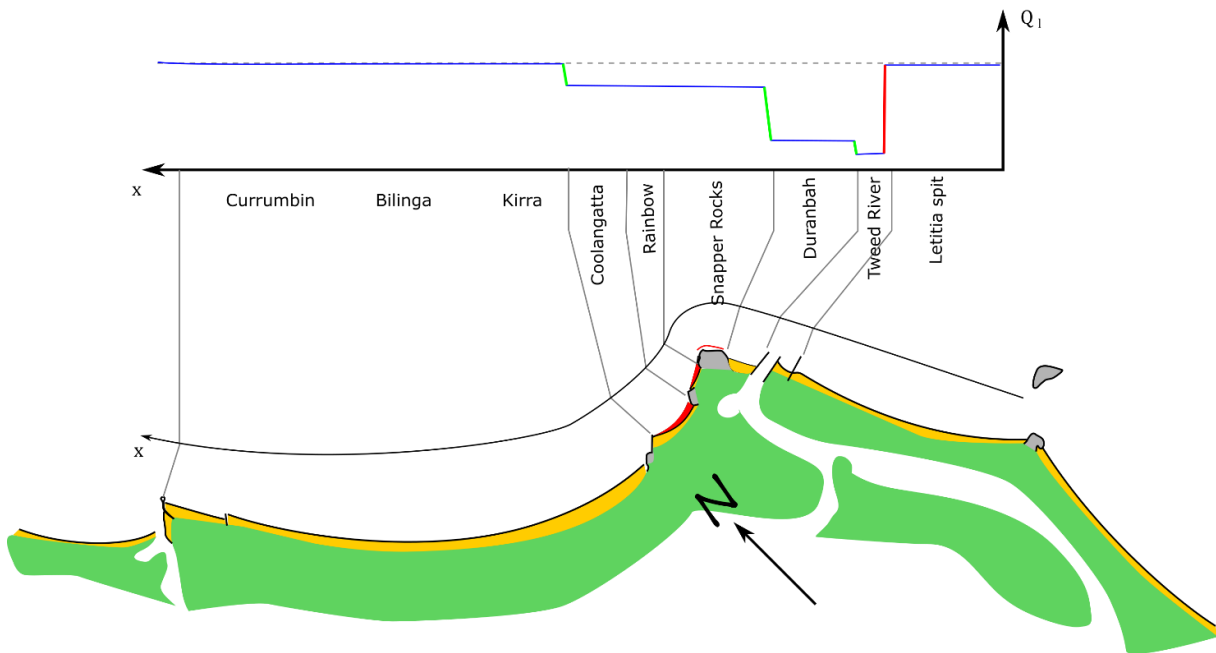 Q1
x
Currumbin
Bilinga
Kirra
Coolangatta
Rainbow
Snapper Rocks
Duranbah
Tweed River
Letitia spit
x
N